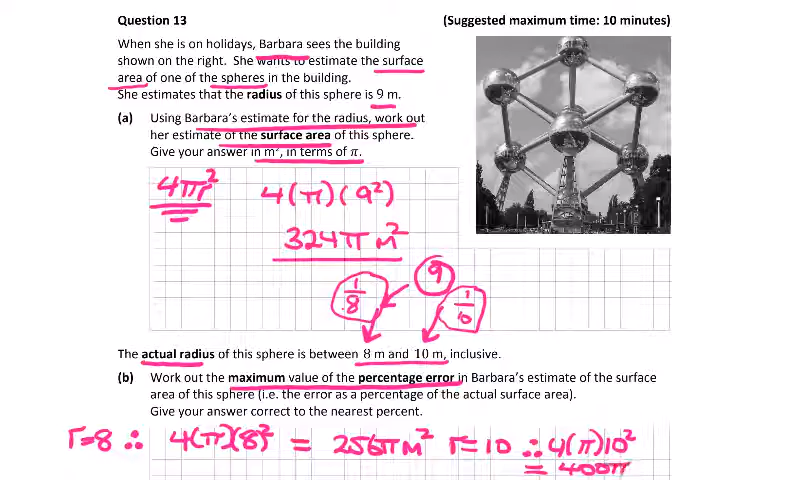 Question 13
(Suggested maximum time: 10 minutes)
When she is on holidays, Barbara sees the building
shown on the right. She wants to estimate the surface
area of one of the spheres in the building.
She estimates that the radius of this sphere is 9 m.
(a) Using Barbara's estimate for the radius, work out
her estimate of the surface area of this sphere.
Give your answer in m², in terms of π.
4πr² 4(π)(9²)
324π m²
9
1/8 1/10
The actual radius of this sphere is between 8 m and 10 m, inclusive.
(b) Work out the maximum value of the percentage error in Barbara's estimate of the surface
area of this sphere (i.e. the error as a percentage of the actual surface area).
Give your answer correct to the nearest percent.
r=8 ∴ 4(π)(8)² = 256πm² r=10 ∴ 4(π)10²
= 400π